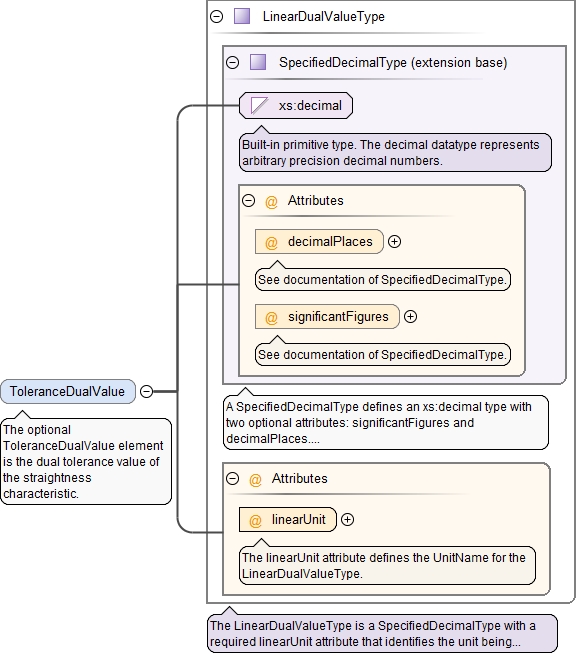 LinearDualValueType
SpecifiedDecimalType (extension base)
xs:decimal
Built-in primitive type. The decimal datatype represents
arbitrary precision decimal numbers.
@ Attributes
@ decimalPlaces
See documentation of SpecifiedDecimalType.
@ significantFigures
See documentation of SpecifiedDecimalType.
ToleranceDualValue
The optional
ToleranceDualValue element
is the dual tolerance value of
the straightness
characteristic.
A SpecifiedDecimalType defines an xs:decimal type with
two optional attributes: significantFigures and
decimalPlaces....
@ Attributes
@ linearUnit
The linearUnit attribute defines the UnitName for the
LinearDualValueType.
The LinearDualValueType is a SpecifiedDecimalType with a
required linearUnit attribute that identifies the unit being...